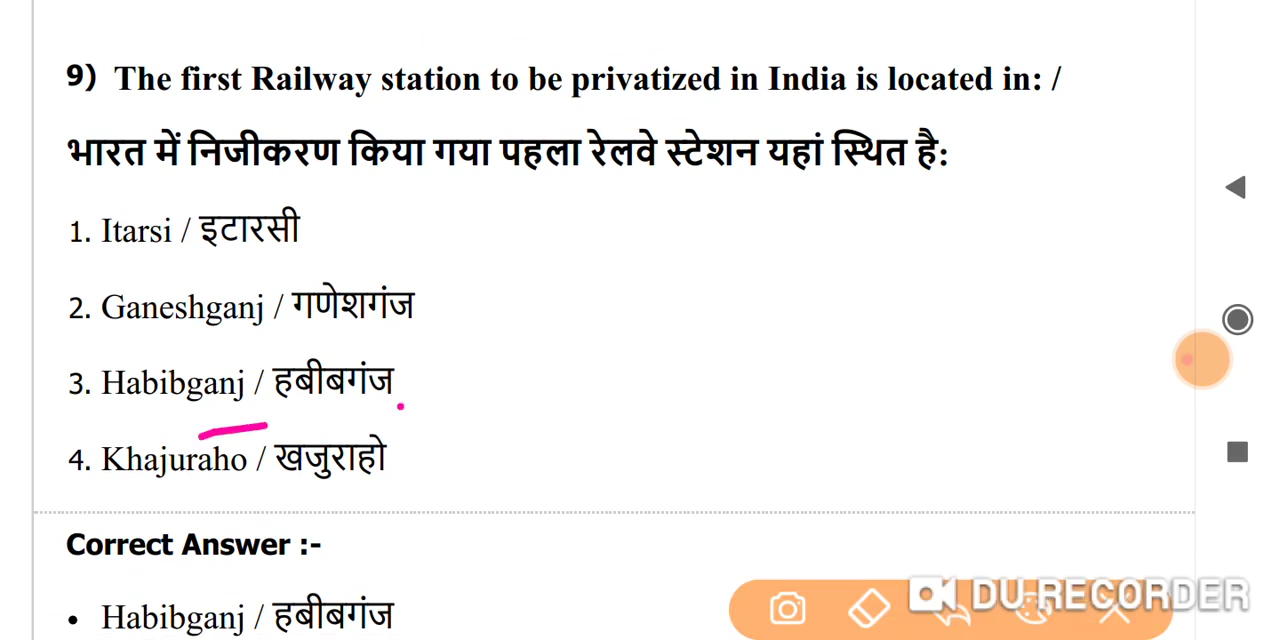 9) The first Railway station to be privatized in India is located in: /
भारत में निजीकरण किया गया पहला रेलवे स्टेशन यहां स्थित है:
1. Itarsi / इटारसी
2. Ganeshganj / गणेशगंज
3. Habibganj / हबीबगंज
4. Khajuraho / खजुराहो
Correct Answer :-
• Habibganj / हबीबगंज
DU RECORDER